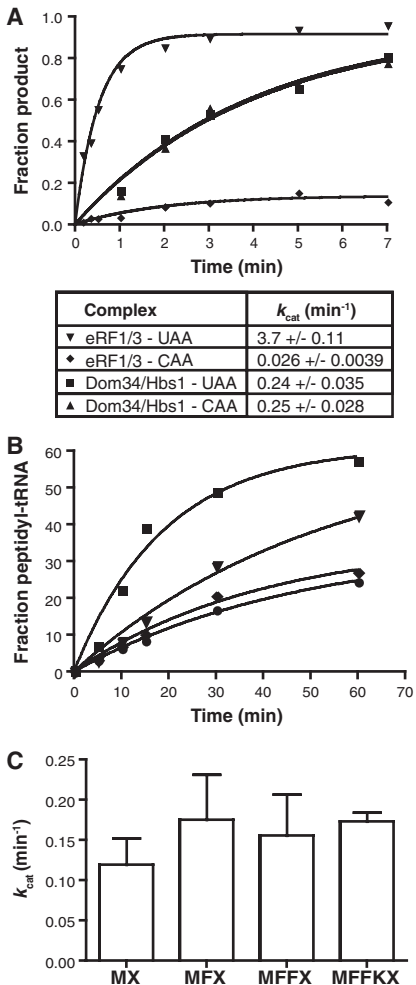 A
Fraction product
1.0
0.8
0.6
0.4
0.2
0.0
0 1 2 3 4 5 6 7
Time (min)
Complex kcat (min-1)
▼ eRF1/3 - UAA 3.7 +/- 0.11
◆ eRF1/3 - CAA 0.026 +/- 0.0039
■ Dom34/Hbs1 - UAA 0.24 +/- 0.035
▲ Dom34/Hbs1 - CAA 0.25 +/- 0.028
B
Fraction peptidyl-tRNA
60
50
40
30
20
10
0
0 10 20 30 40 50 60 70
Time (min)
C
kcat (min-1)
0.25
0.20
0.15
0.10
0.05
0.00
MX MFX MFFX MFFKX